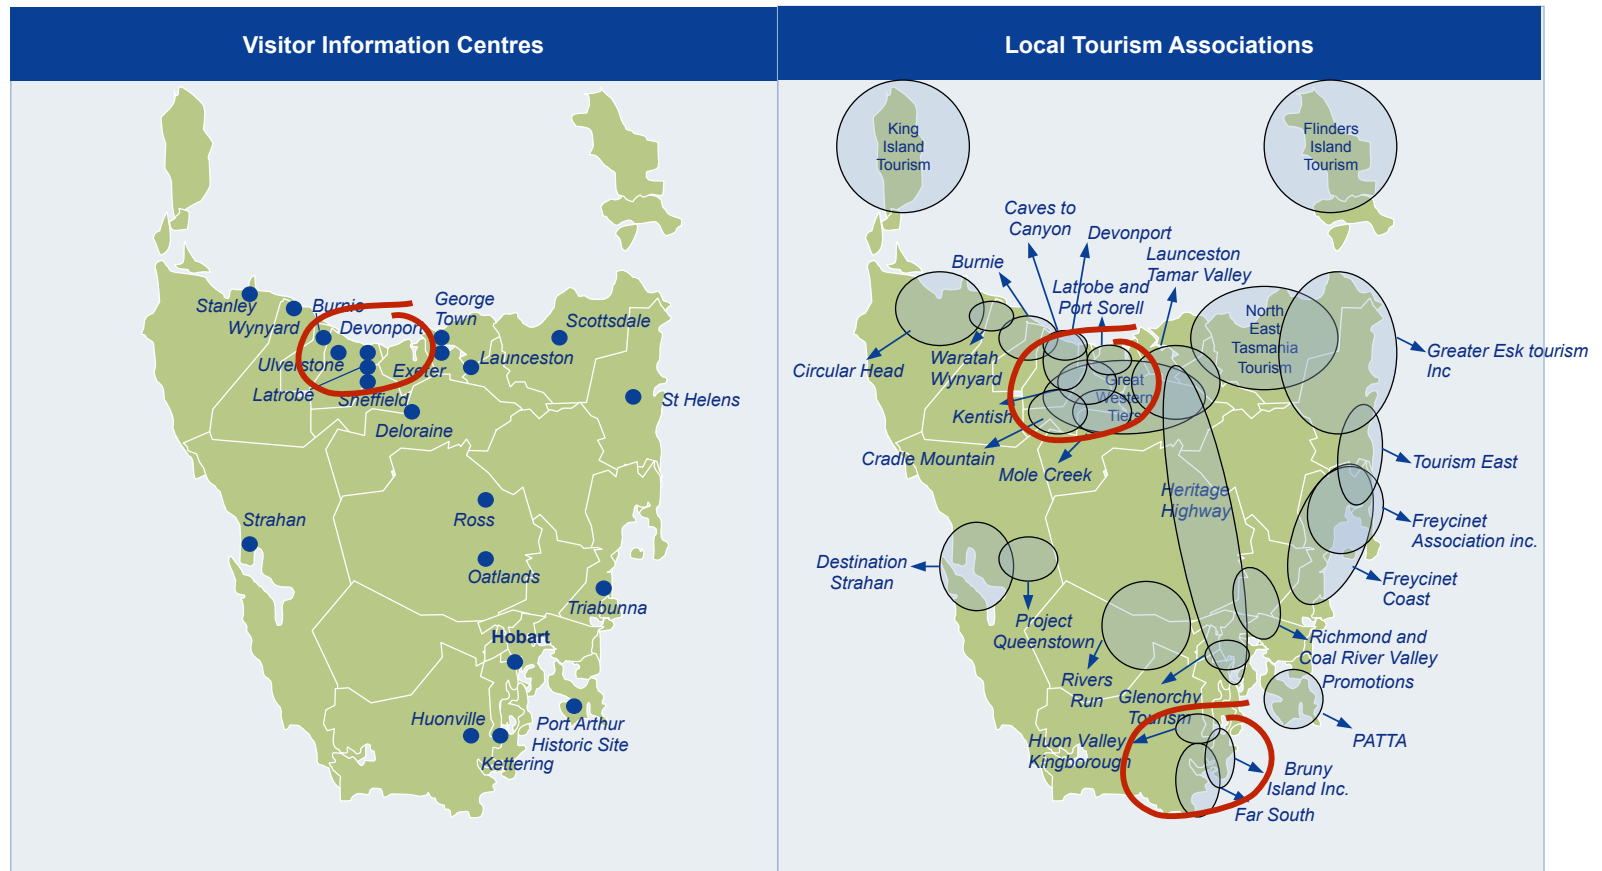 Visitor Information Centres
Stanley
Wynyard
Burnie
Devonport
George
Town
Scottsdale
Ulverstone
Exeter
Launceston
Latrobe
Sheffield
St Helens
Deloraine
Strahan
Ross
Oatlands
Triabunna
Hobart
Huonville
Port Arthur
Historic Site
Kettering
Local Tourism Associations
King
Island
Tourism
Flinders
Island
Tourism
Caves to
Canyon
Devonport
Burnie
Launceston
Tamar Valley
Latrobe and
Port Sorell
North
East
Tasmania
Tourism
Greater Esk tourism
Inc
Circular Head
Waratah
Wynyard
Great
Western
Tiers
Kentish
Cradle Mountain
Mole Creek
Tourism East
Heritage
Highway
Freycinet
Association inc.
Destination
Strahan
Freycinet
Coast
Project
Queenstown
Richmond and
Coal River Valley
Promotions
Rivers
Run
Glenorchy
Tourism
PATTA
Huon Valley
Kingborough
Bruny
Island Inc.
Far South